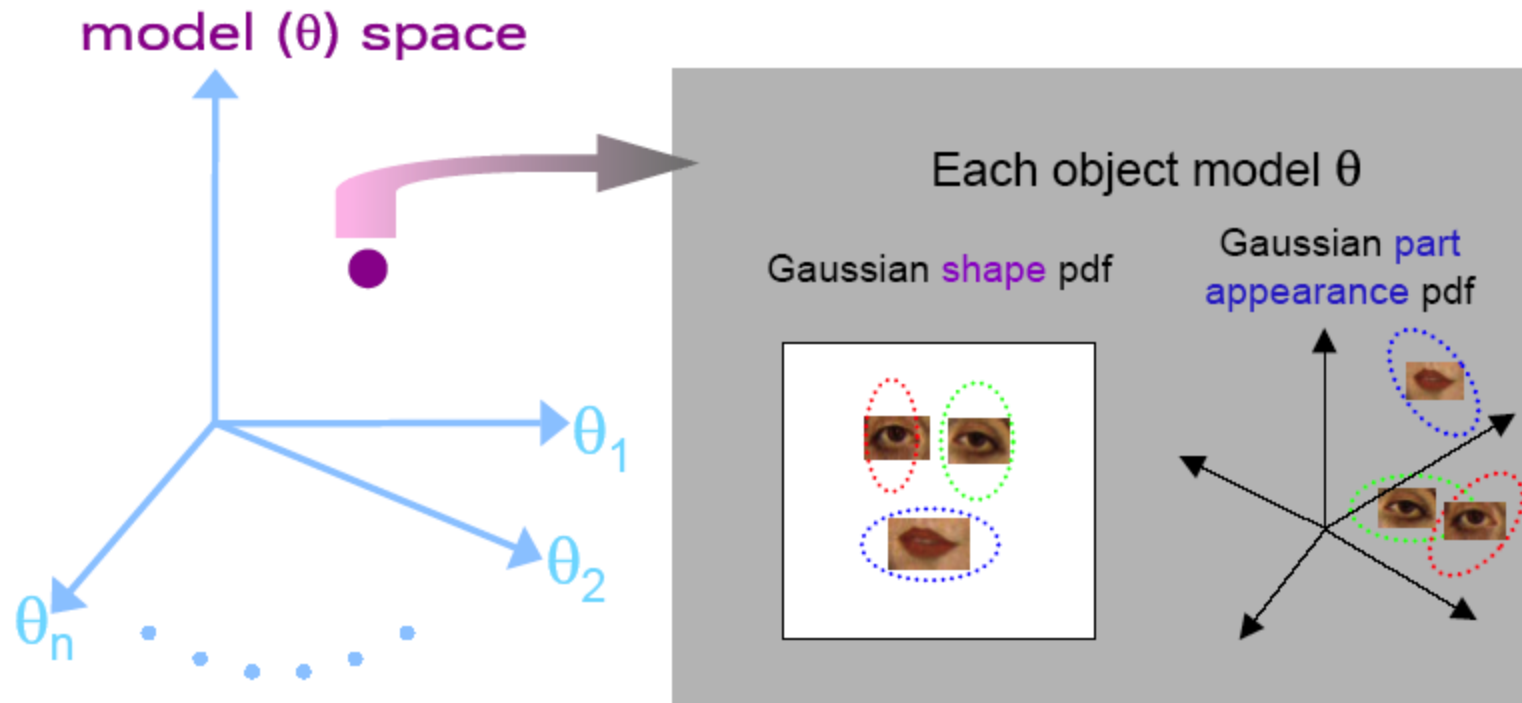 model (θ) space
θ1
θ2
θn
Each object model θ
Gaussian shape pdf
Gaussian part
appearance pdf